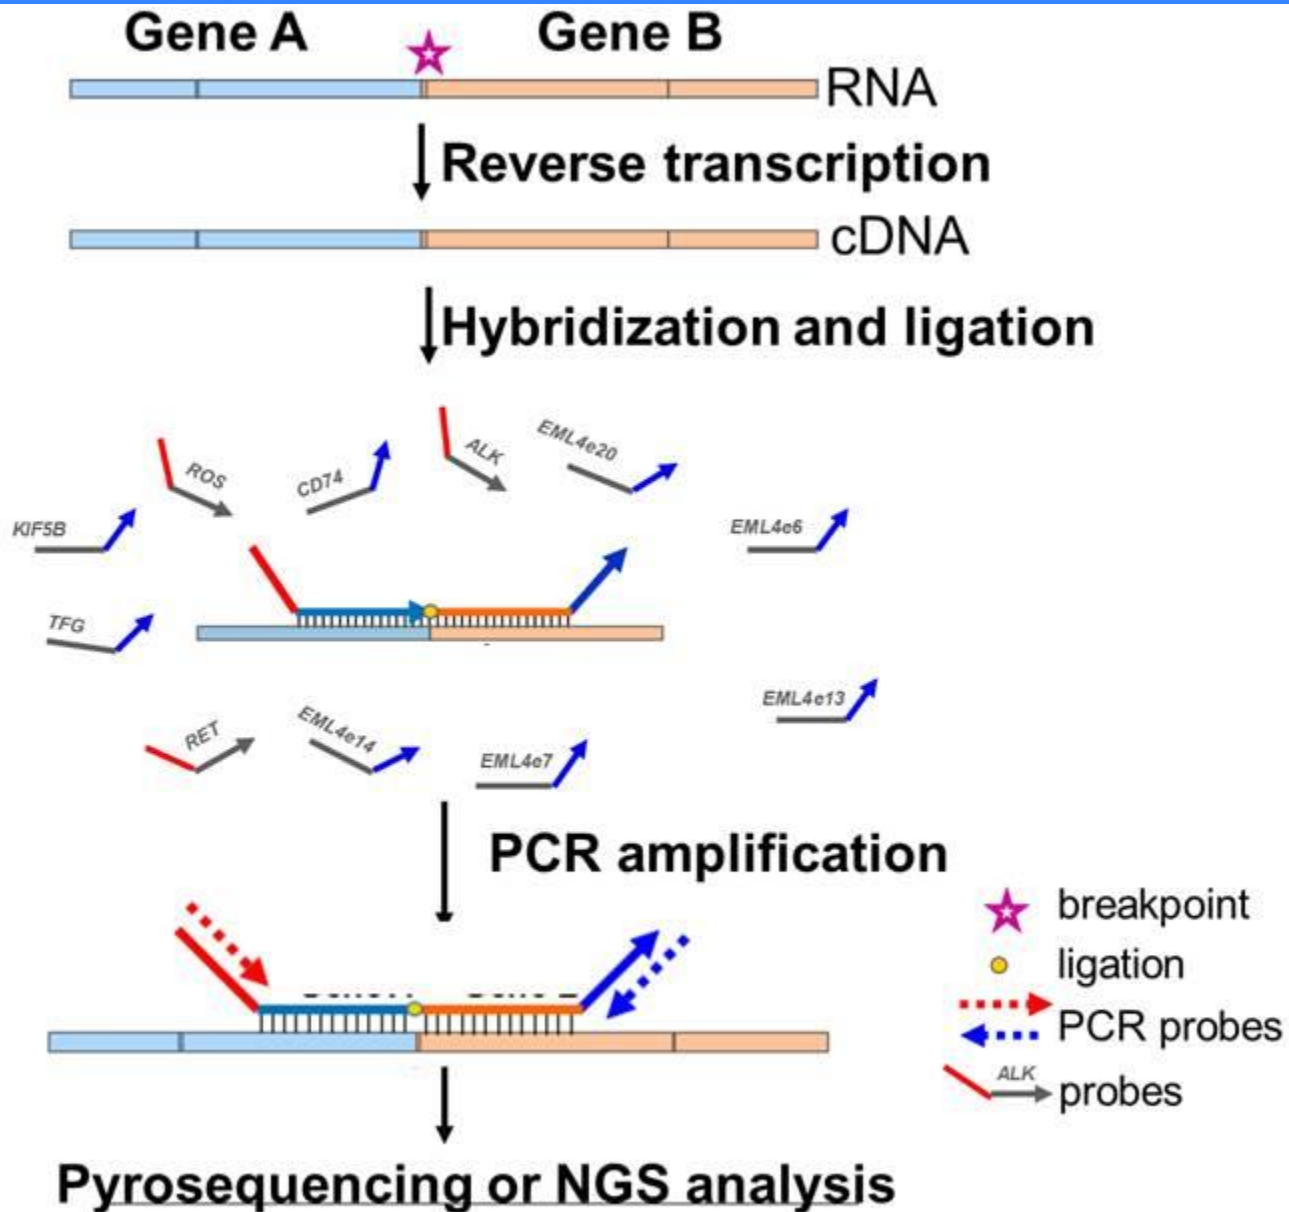 Gene A
Gene B
RNA
Reverse transcription
cDNA
Hybridization and ligation
ROS
CD74
ALK
EML4e20
KIF5B
EML4e6
TFG
EML4e13
RET
EML4e14
EML4e7
PCR amplification
breakpoint
ligation
PCR probes
ALK
probes
Pyrosequencing or NGS analysis